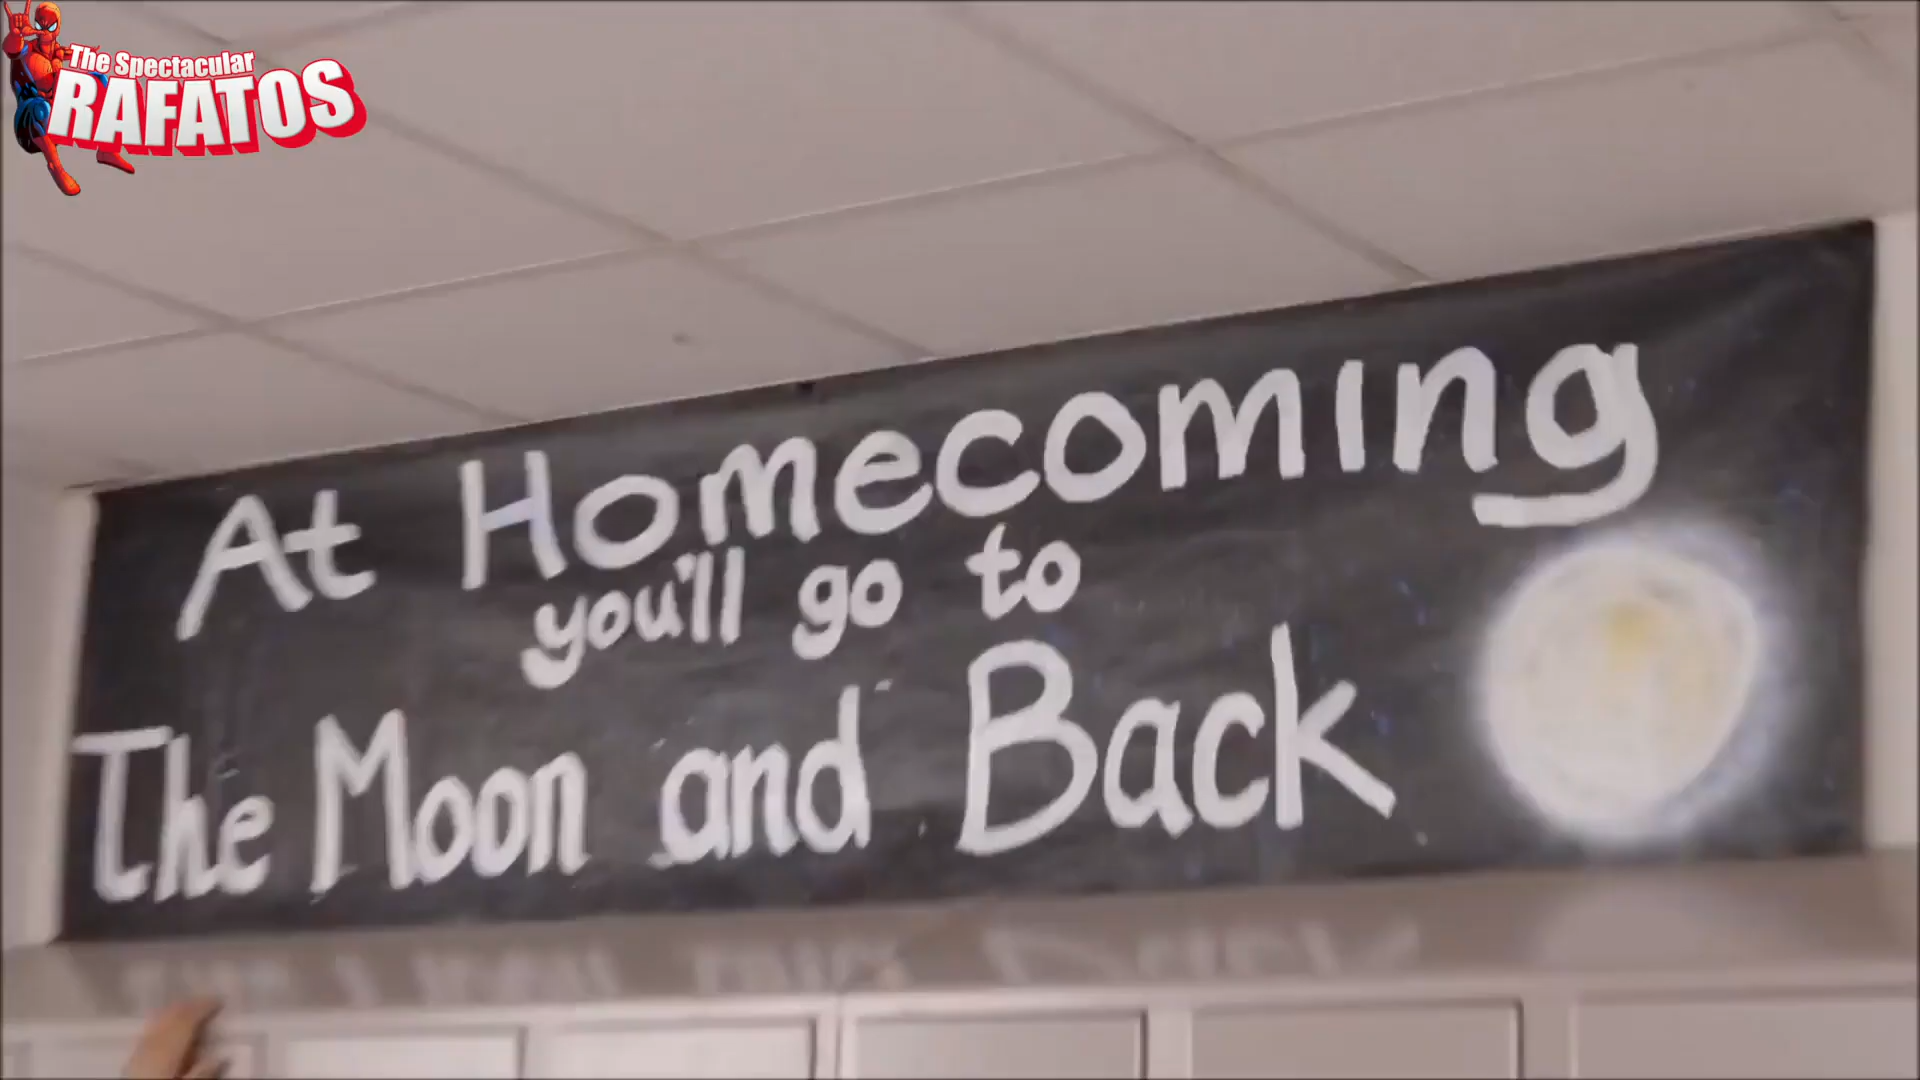 The Spectacular
RAFATOS
At Homecoming
you'll go to
The Moon and Back